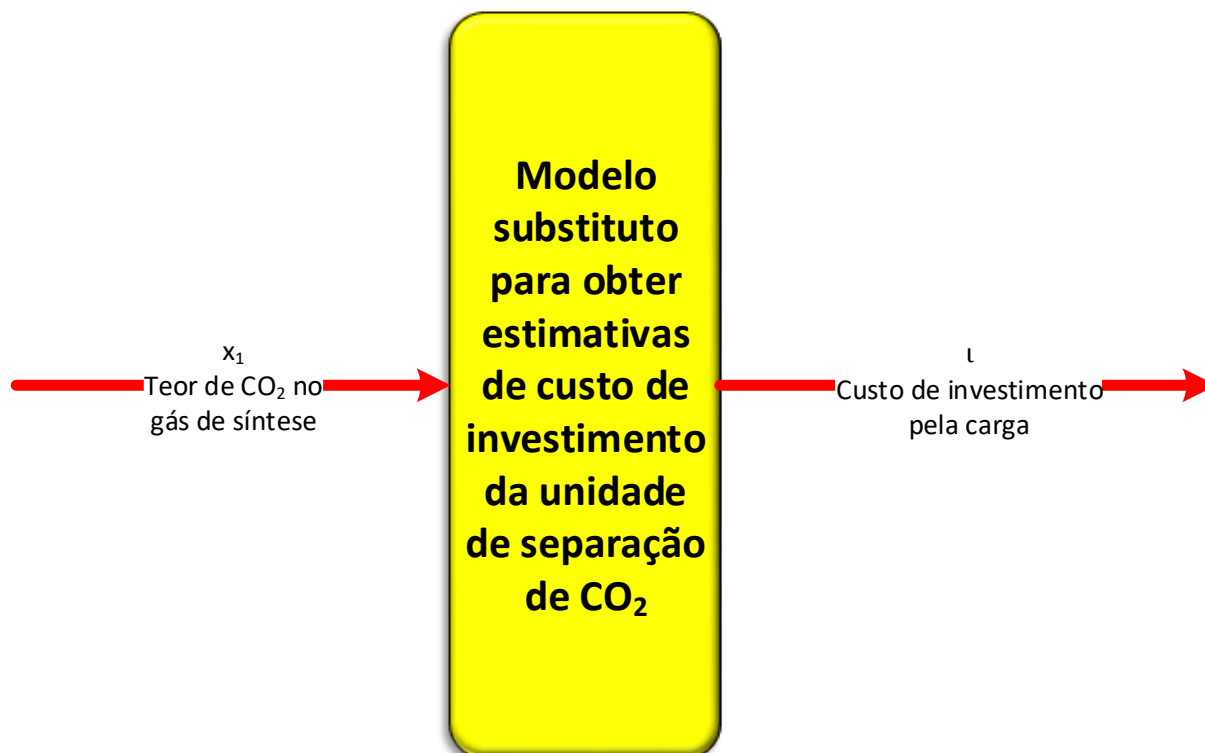 x₁
Teor de CO₂ no
gás de síntese
Modelo
substituto
para obter
estimativas
de custo de
investimento
da unidade
de separação
de CO₂
ι
Custo de investimento
pela carga